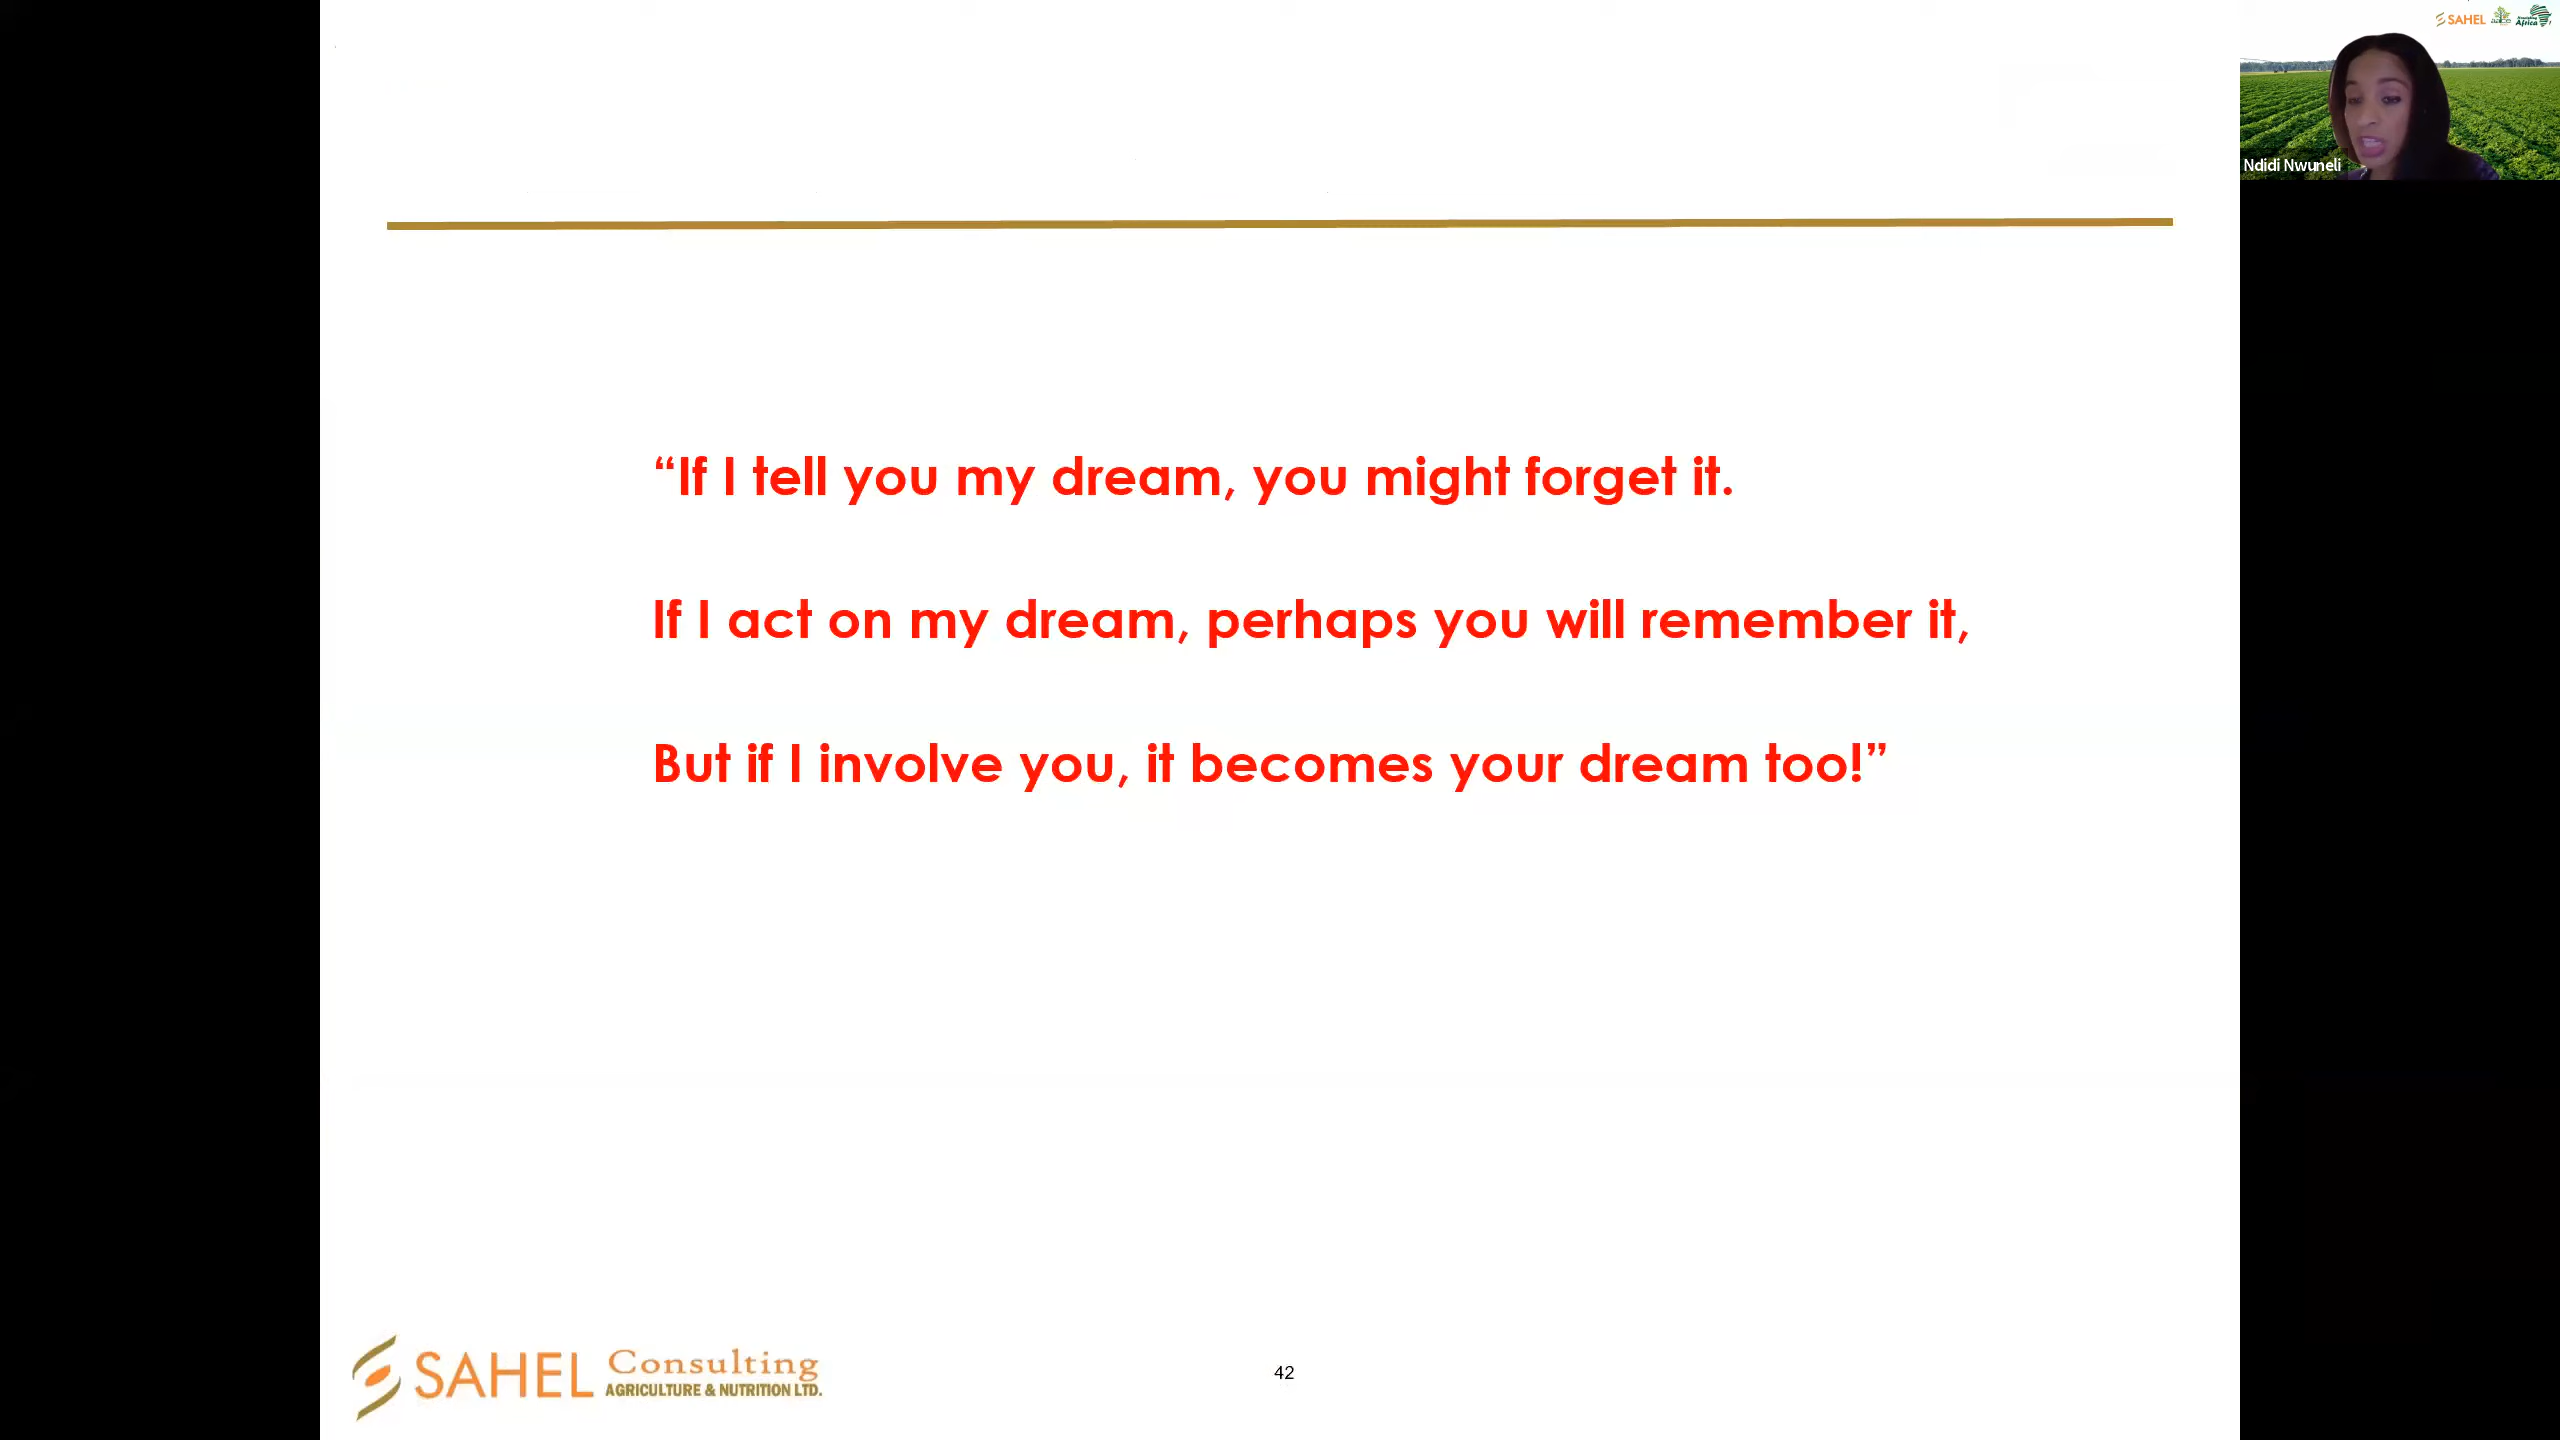 SAHEL
Africa
Ndidi Nwuneli
“If I tell you my dream, you might forget it.
If I act on my dream, perhaps you will remember it,
But if I involve you, it becomes your dream too!”
SAHEL Consulting
AGRICULTURE & NUTRITION LTD.
42